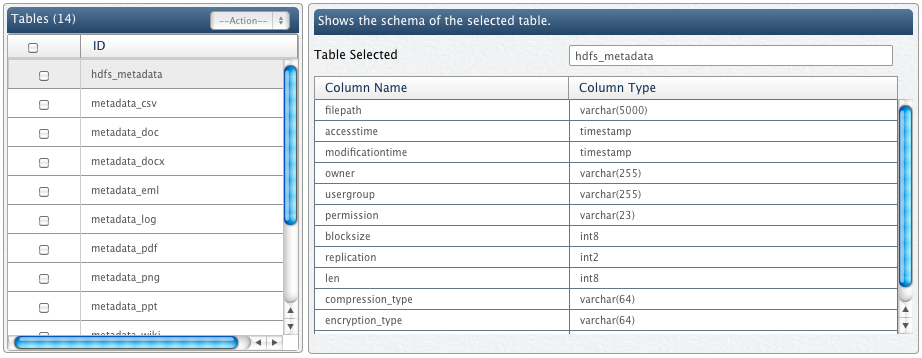 Tables (14)
--Action--
ID
hdfs_metadata
metadata_csv
metadata_doc
metadata_docx
metadata_eml
metadata_log
metadata_pdf
metadata_png
metadata_ppt
metadata_wiki
Shows the schema of the selected table.
Table Selected hdfs_metadata
Column Name Column Type
filepath varchar(5000)
accesstime timestamp
modificationtime timestamp
owner varchar(255)
usergroup varchar(255)
permission varchar(23)
blocksize int8
replication int2
len int8
compression_type varchar(64)
encryption_type varchar(64)